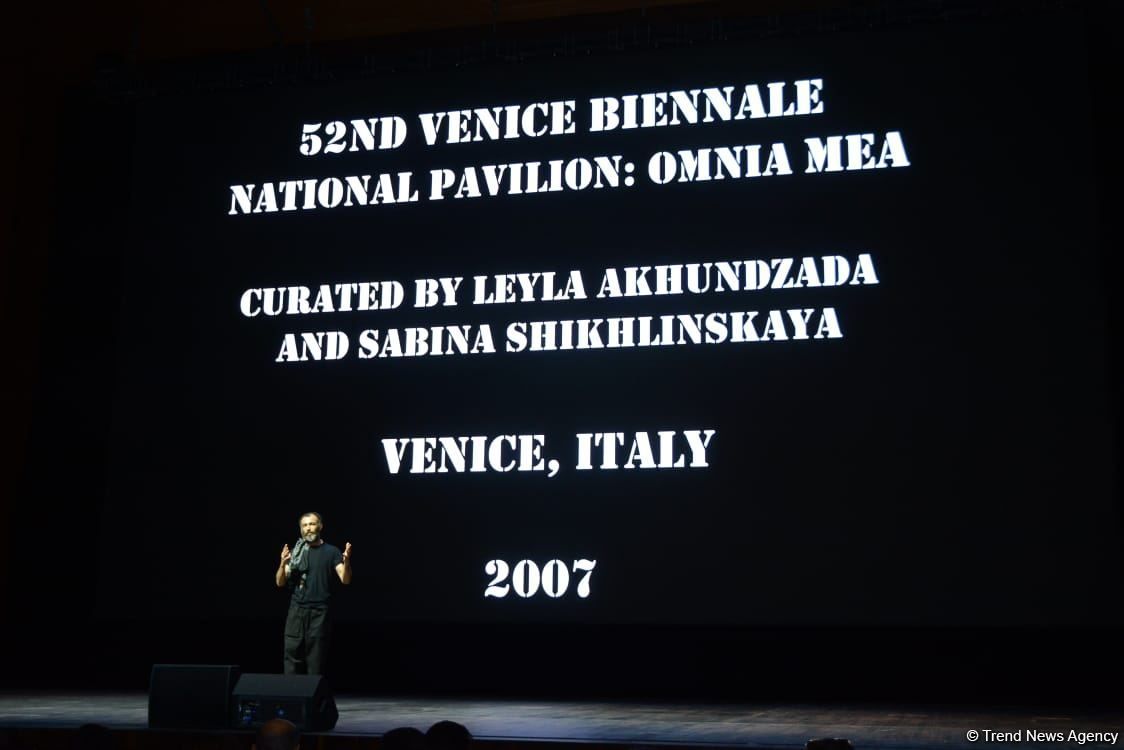 52ND VENICE BIENNALE
NATIONAL PAVILION: OMNIA MEA
CURATED BY LEYLA AKHUNDZADA
AND SABINA SHIKHLINSKAYA
VENICE, ITALY
2007
© Trend News Agency